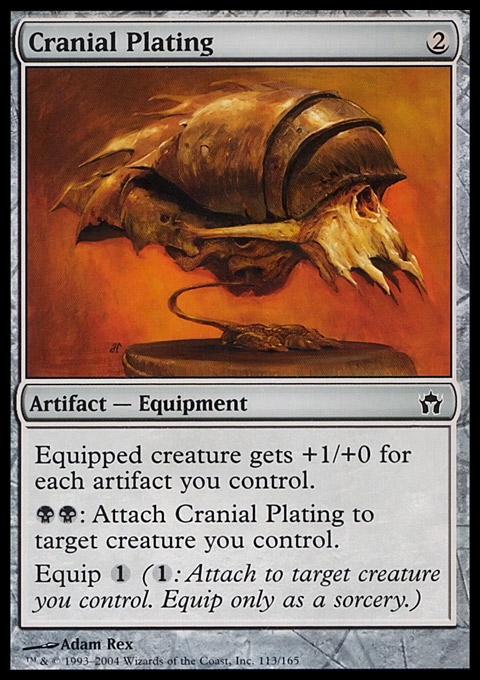 Cranial Plating 2
Artifact — Equipment
Equipped creature gets +1/+0 for
each artifact you control.
: Attach Cranial Plating to
target creature you control.
Equip 1 (1: Attach to target creature
you control. Equip only as a sorcery.)
Adam Rex
™ & © 1993–2004 Wizards of the Coast, Inc. 113/165